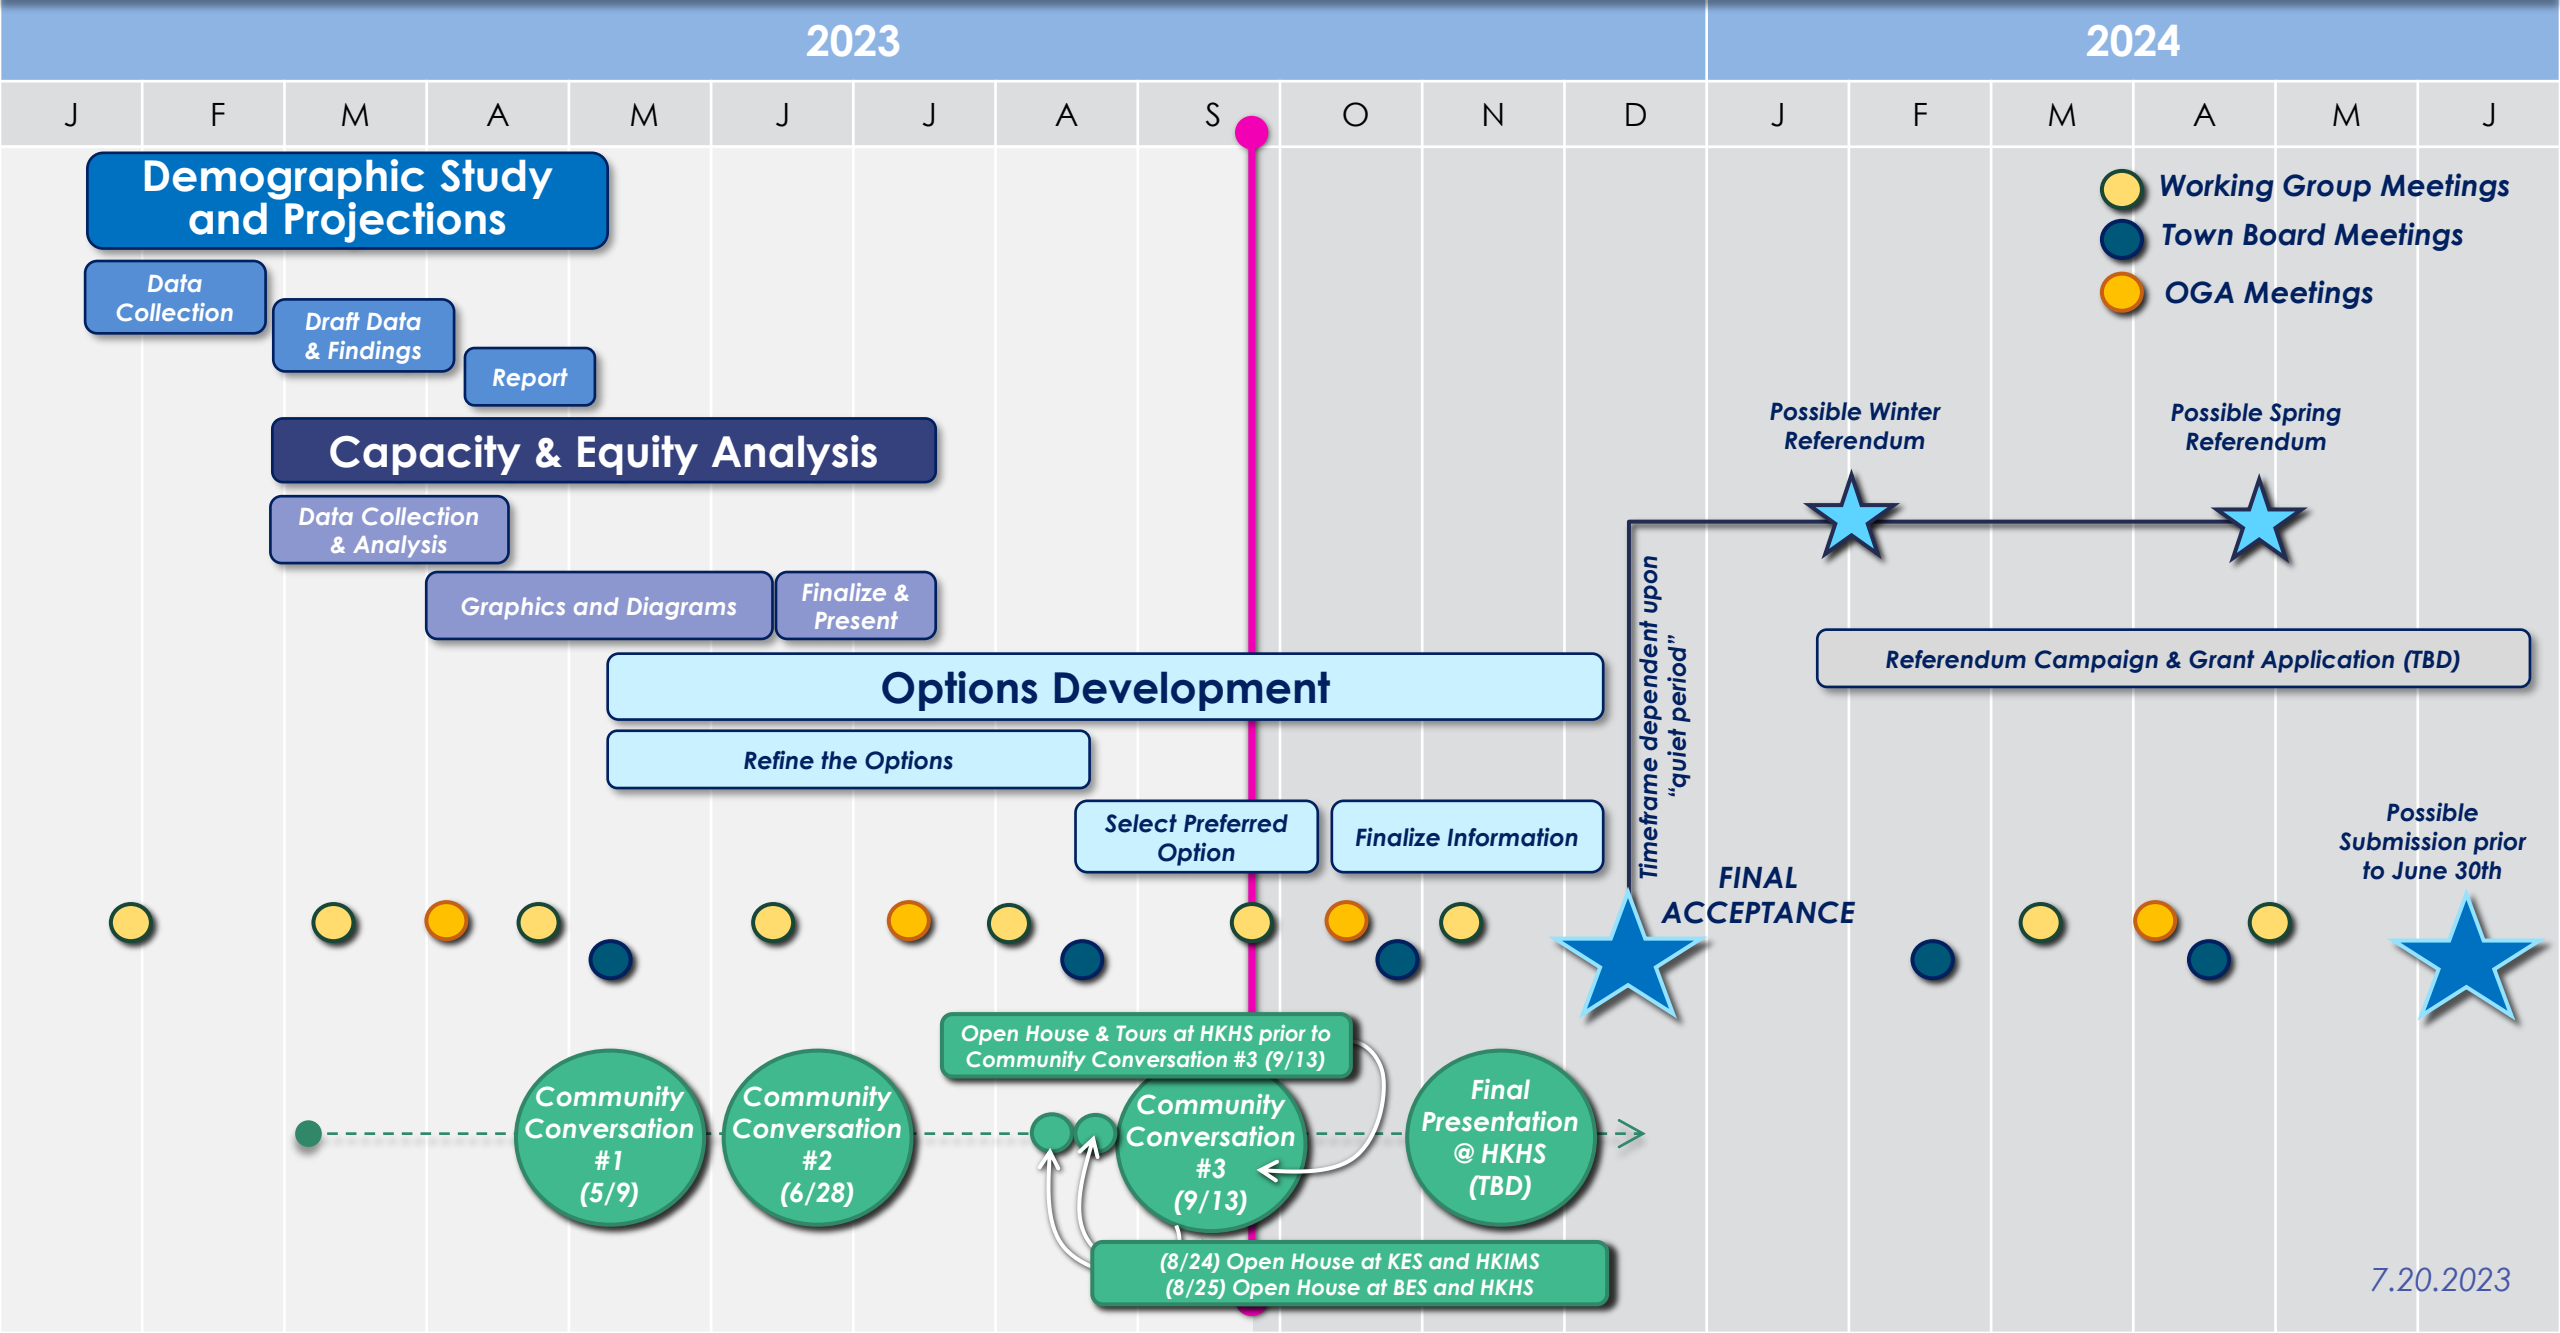 2023
2024
J F M A M J J A S O N D J F M A M J
Demographic Study
and Projections
Working Group Meetings
Town Board Meetings
OGA Meetings
Data
Collection
Draft Data
& Findings
Report
Capacity & Equity Analysis
Possible Winter
Referendum
Possible Spring
Referendum
Data Collection
& Analysis
Graphics and Diagrams
Finalize &
Present
Timeframe dependent upon
“quiet period”
Referendum Campaign & Grant Application (TBD)
Options Development
Refine the Options
Select Preferred
Option
Finalize Information
FINAL
ACCEPTANCE
Possible
Submission prior
to June 30th
Open House & Tours at HKHS prior to
Community Conversation #3 (9/13)
Community
Conversation
#1
(5/9)
Community
Conversation
#2
(6/28)
Community
Conversation
#3
(9/13)
Final
Presentation
@ HKHS
(TBD)
(8/24) Open House at KES and HKIMS
(8/25) Open House at BES and HKHS
7.20.2023